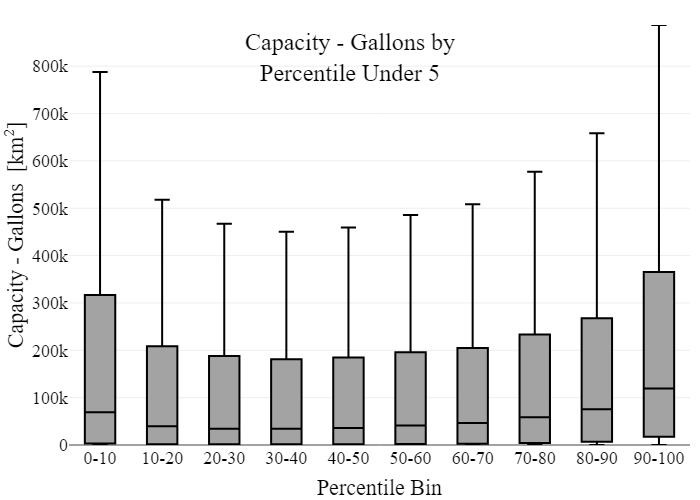 Capacity - Gallons by
Percentile Under 5
Capacity - Gallons [km²]
800k
700k
600k
500k
400k
300k
200k
100k
0
0-10 10-20 20-30 30-40 40-50 50-60 60-70 70-80 80-90 90-100
Percentile Bin